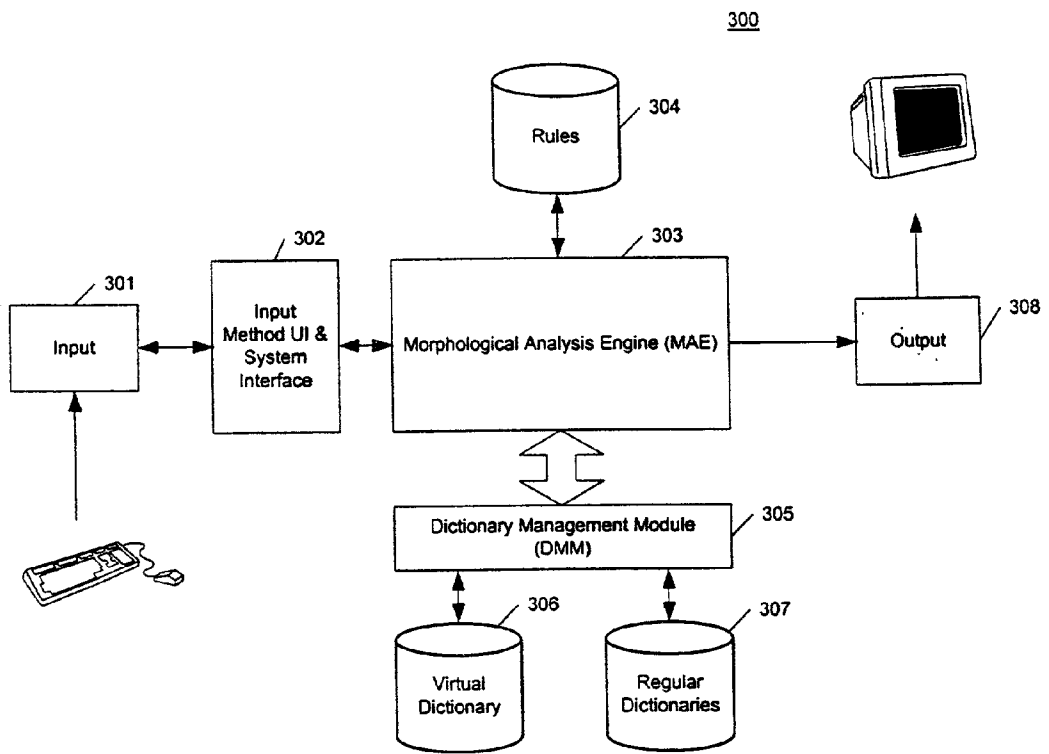 300
304
Rules
303
302
301
Input
Input
Method UI &
System
Interface
Morphological Analysis Engine (MAE)
Output
308
Dictionary Management Module
(DMM)
305
306
307
Virtual
Dictionary
Regular
Dictionaries